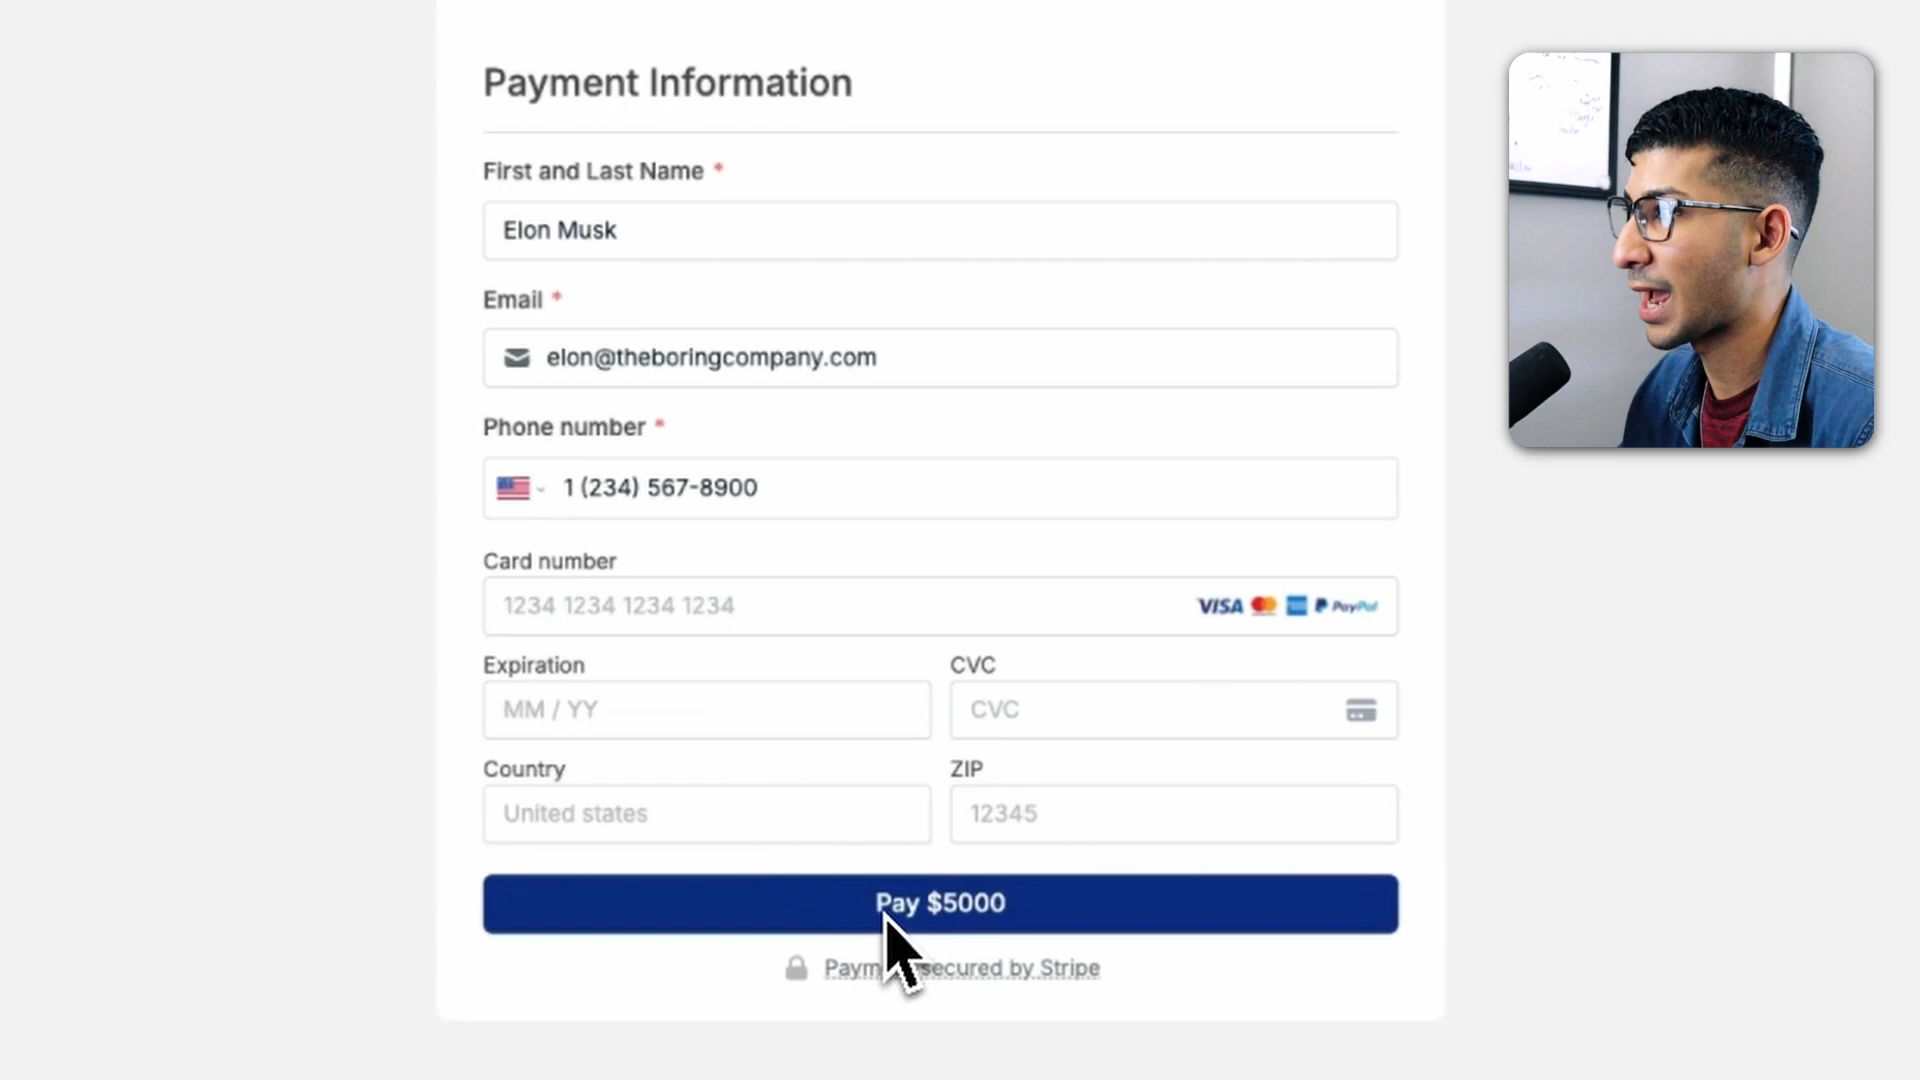 Payment Information
First and Last Name *
Elon Musk
Email *
elon@theboringcompany.com
Phone number *
1 (234) 567-8900
Card number
1234 1234 1234 1234 VISA PayPal
Expiration CVC
MM / YY CVC
Country ZIP
United states 12345
Pay $5000
secured by Stripe